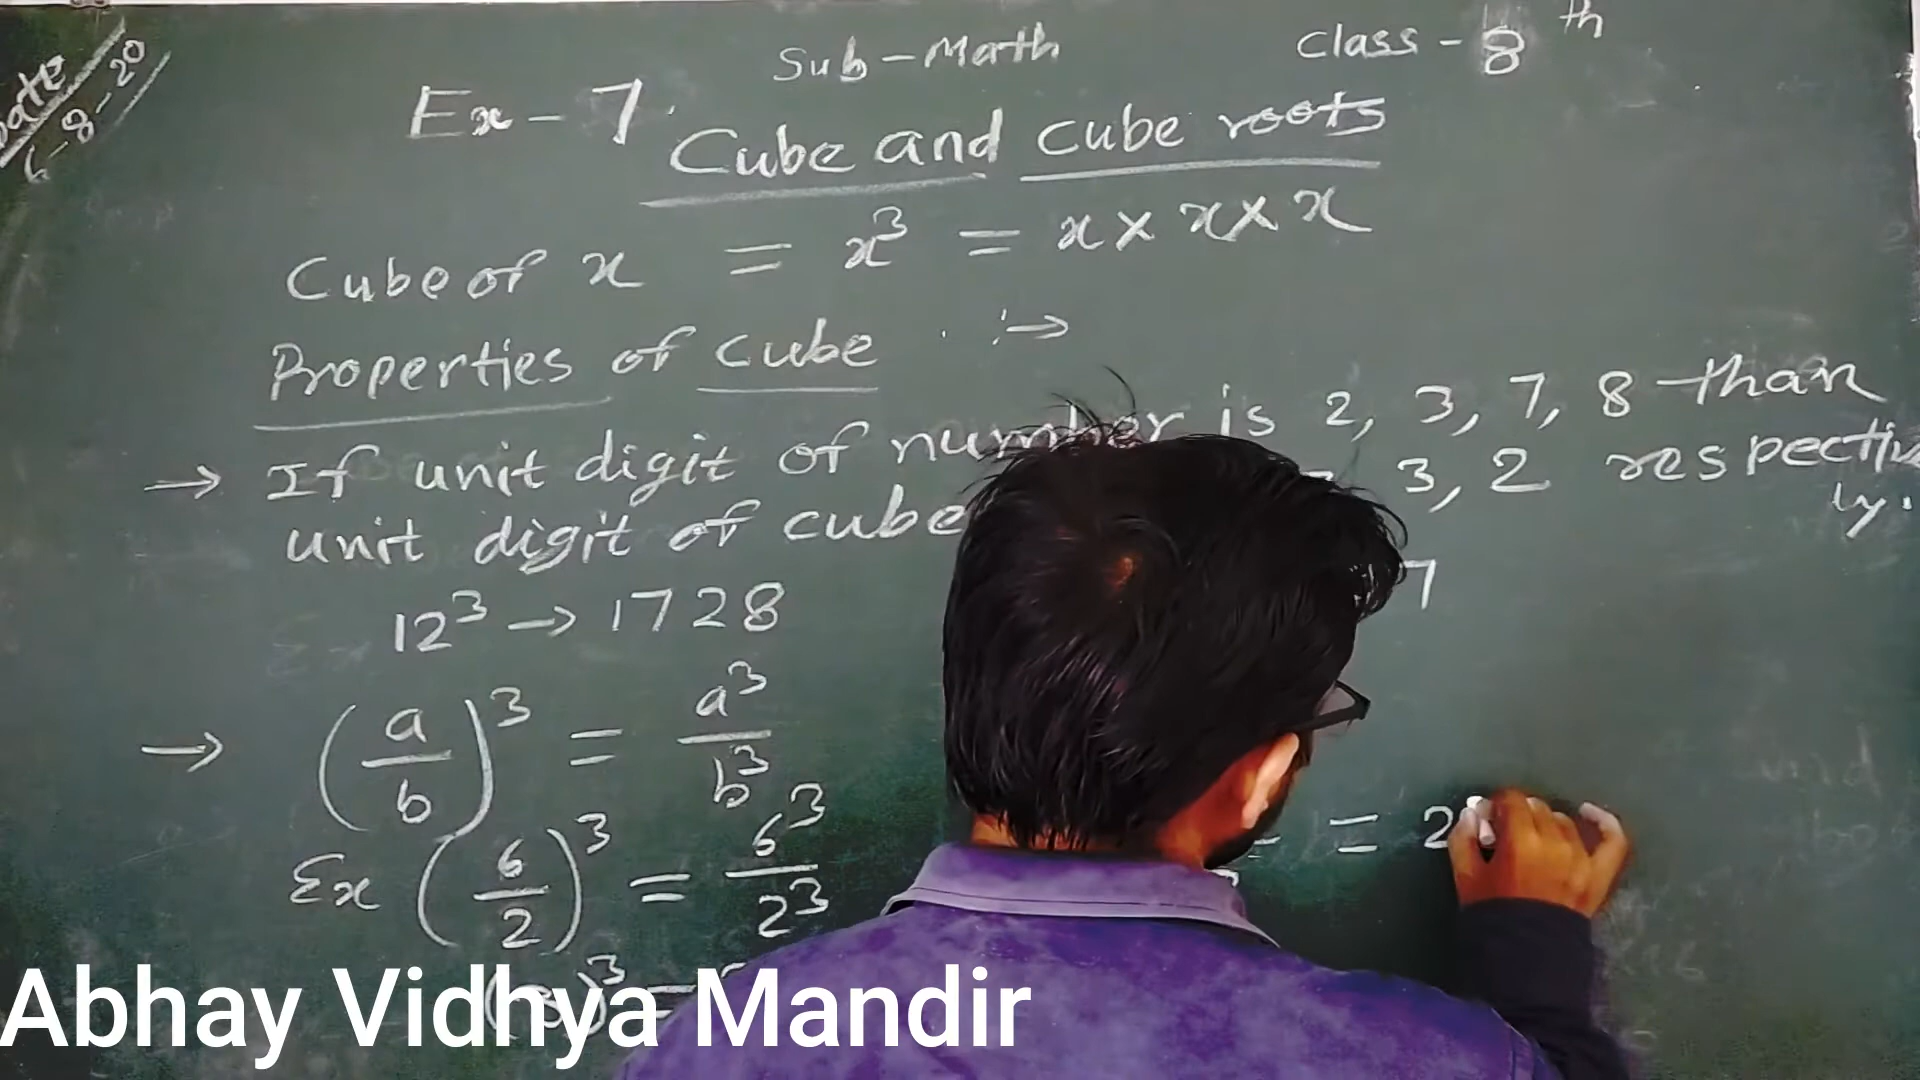 Date
6-8-20
Sub-Math
Class-8th
Ex-7.
Cube and cube roots
Cube of x = x³ = x × x × x
Properties of cube :→
→ If unit digit of number is 2, 3, 7, 8 than
unit digit of cube 3, 2 respectively.
12³ → 1728
7
→ (a/b)³ = a³/b³
Ex (6/2)³ = 6³/2³
= 2
Abhay Vidhya Mandir